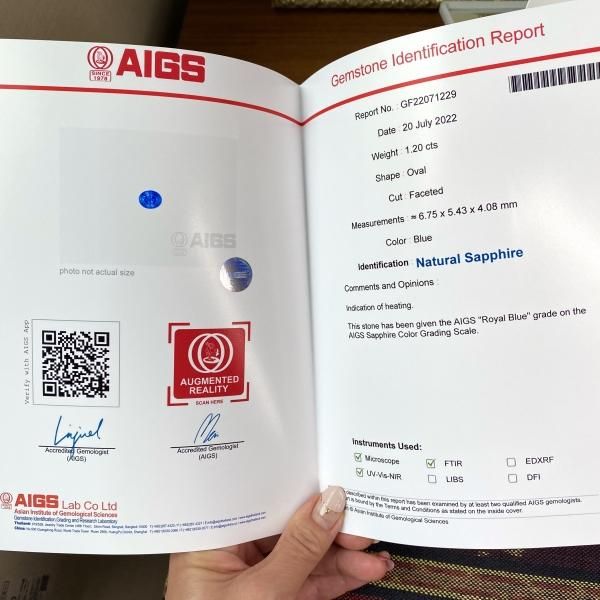 SINCE 1978
AIGS
AIGS
photo not actual size
Verify with AIGS App
AUGMENTED
REALITY
SCAN HERE
Accredited Gemologist
(AIGS)
Accredited Gemologist
(AIGS)
AIGS Lab Co Ltd
Asian Institute of Gemological Sciences
Gemstone Identification, Grading and Research Laboratory
Gemstone Identification Report
Report No. : GF22071229
Date : 20 July 2022
Weight : 1.20 cts
Shape : Oval
Cut : Faceted
Measurements : ≈ 6.75 x 5.43 x 4.08 mm
Color : Blue
Identification : Natural Sapphire
Comments and Opinions :
Indication of heating.
This stone has been given the AIGS "Royal Blue" grade on the
AIGS Sapphire Color Grading Scale.
Instruments Used:
Microscope FTIR EDXRF
UV-Vis-NIR LIBS DFI
described within this report has been examined by at least two qualified AIGS gemologists.
is bound by the Terms and Conditions as stated on the inside cover.
© Asian Institute of Gemological Sciences